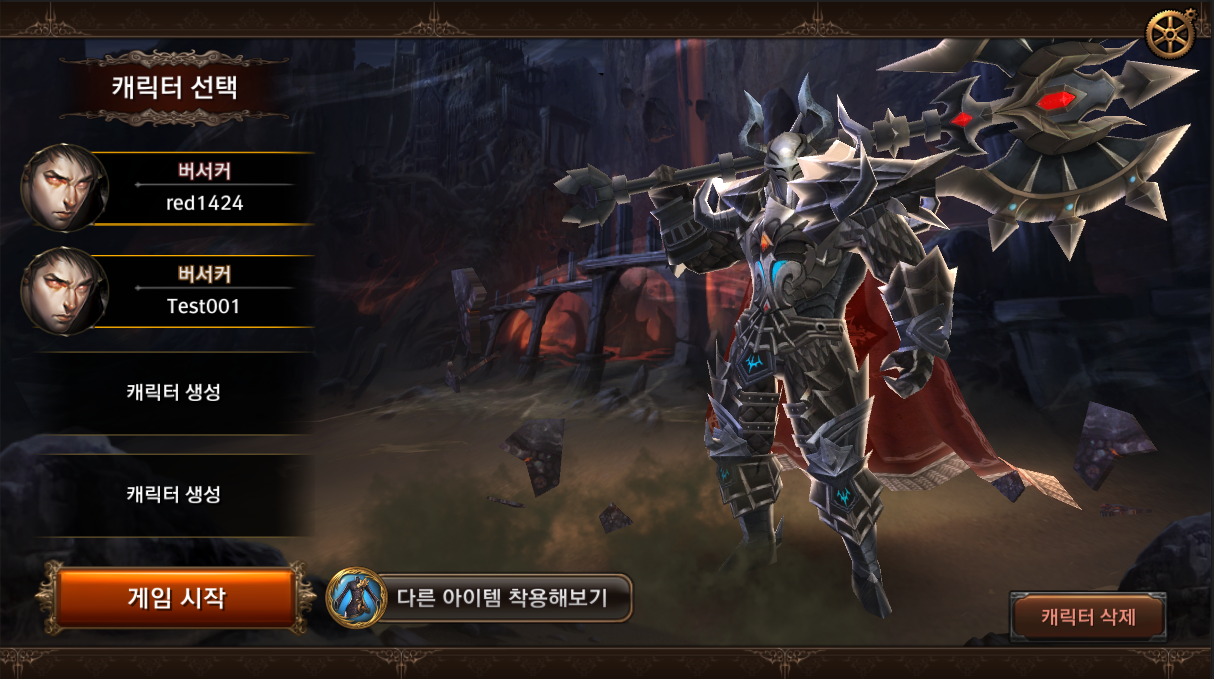 캐릭터 선택
버서커
red1424
버서커
Test001
캐릭터 생성
캐릭터 생성
게임 시작
다른 아이템 착용해보기
캐릭터 삭제